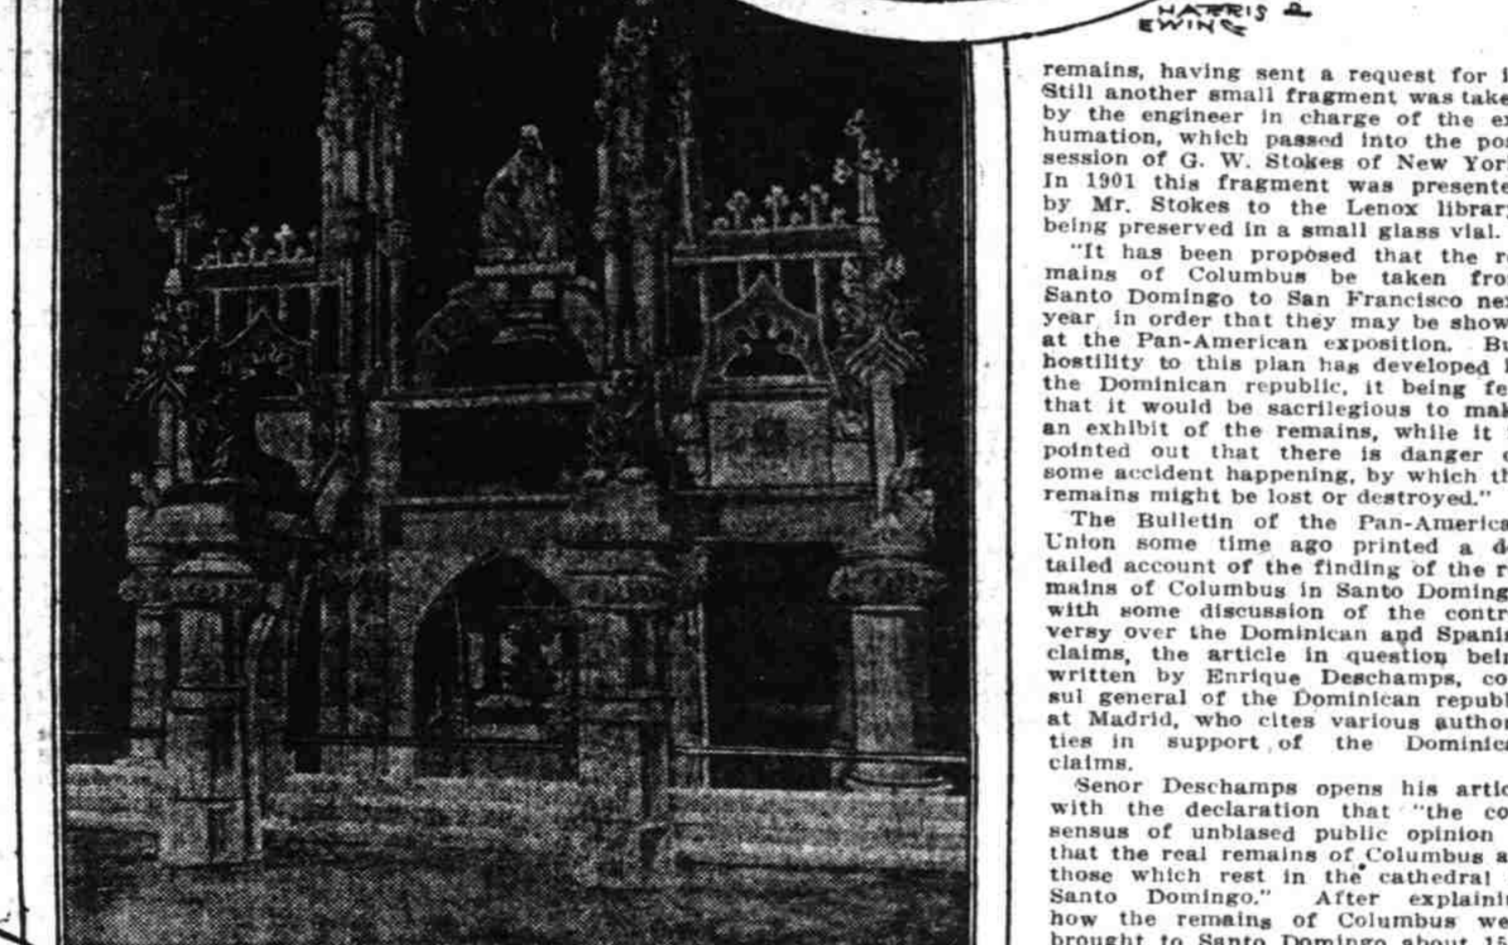 HARRIS &
EWING
remains, having sent a request for
Still another small fragment was take
by the engineer in charge of the ex
humation, which passed into the pos
session of G. W. Stokes of New York
In 1901 this fragment was presente
by Mr. Stokes to the Lenox library
being preserved in a small glass vial.
"It has been proposed that the re
mains of Columbus be taken from
Santo Domingo to San Francisco nex
year in order that they may be show
at the Pan-American exposition. Bu
hostility to this plan has developed
the Dominican republic, it being fe
that it would be sacrilegious to mak
an exhibit of the remains, while it
pointed out that there is danger o
some accident happening, by which th
remains might be lost or destroyed."
The Bulletin of the Pan-America
Union some time ago printed a de
tailed account of the finding of the r
mains of Columbus in Santo Doming
with some discussion of the contr
versy over the Dominican and Spanis
claims, the article in question bein
written by Enrique Deschamps, co
sul general of the Dominican republ
at Madrid, who cites various author
ties in support of the Dominica
claims.
Senor Deschamps opens his artic
with the declaration that "the co
sensus of unbiased public opinion
that the real remains of Columbus a
those which rest in the cathedral
Santo Domingo." After explainin
how the remains of Columbus we
brought to Santo Domingo about